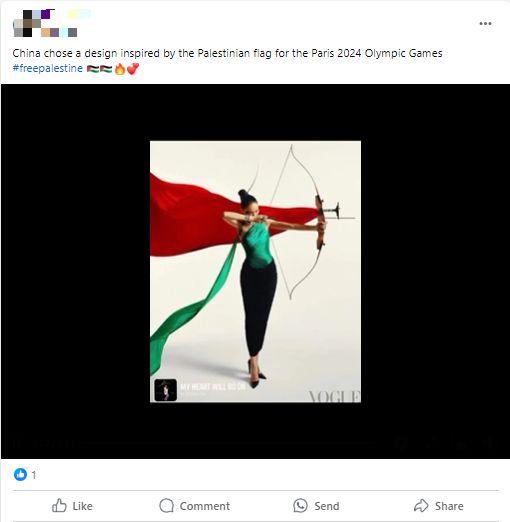 China chose a design inspired by the Palestinian flag for the Paris 2024 Olympic Games
#freepalestine 🇵🇸🇵🇸🔥💕
MY HEART WILL GO ON
VOGUE
1
Like
Comment
Send
Share